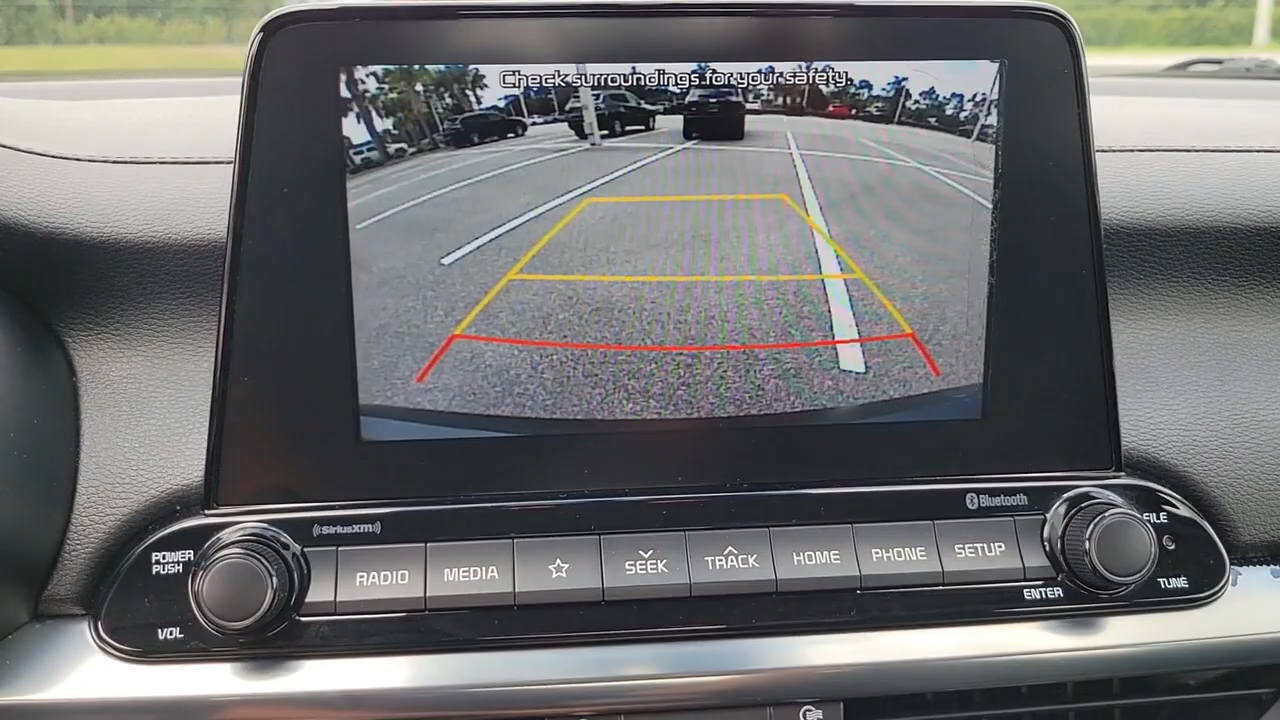 Check surroundings for your safety.
SiriusXM
Bluetooth
POWER
PUSH
VOL
RADIO
MEDIA
SEEK
TRACK
HOME
PHONE
SETUP
FILE
TUNE
ENTER